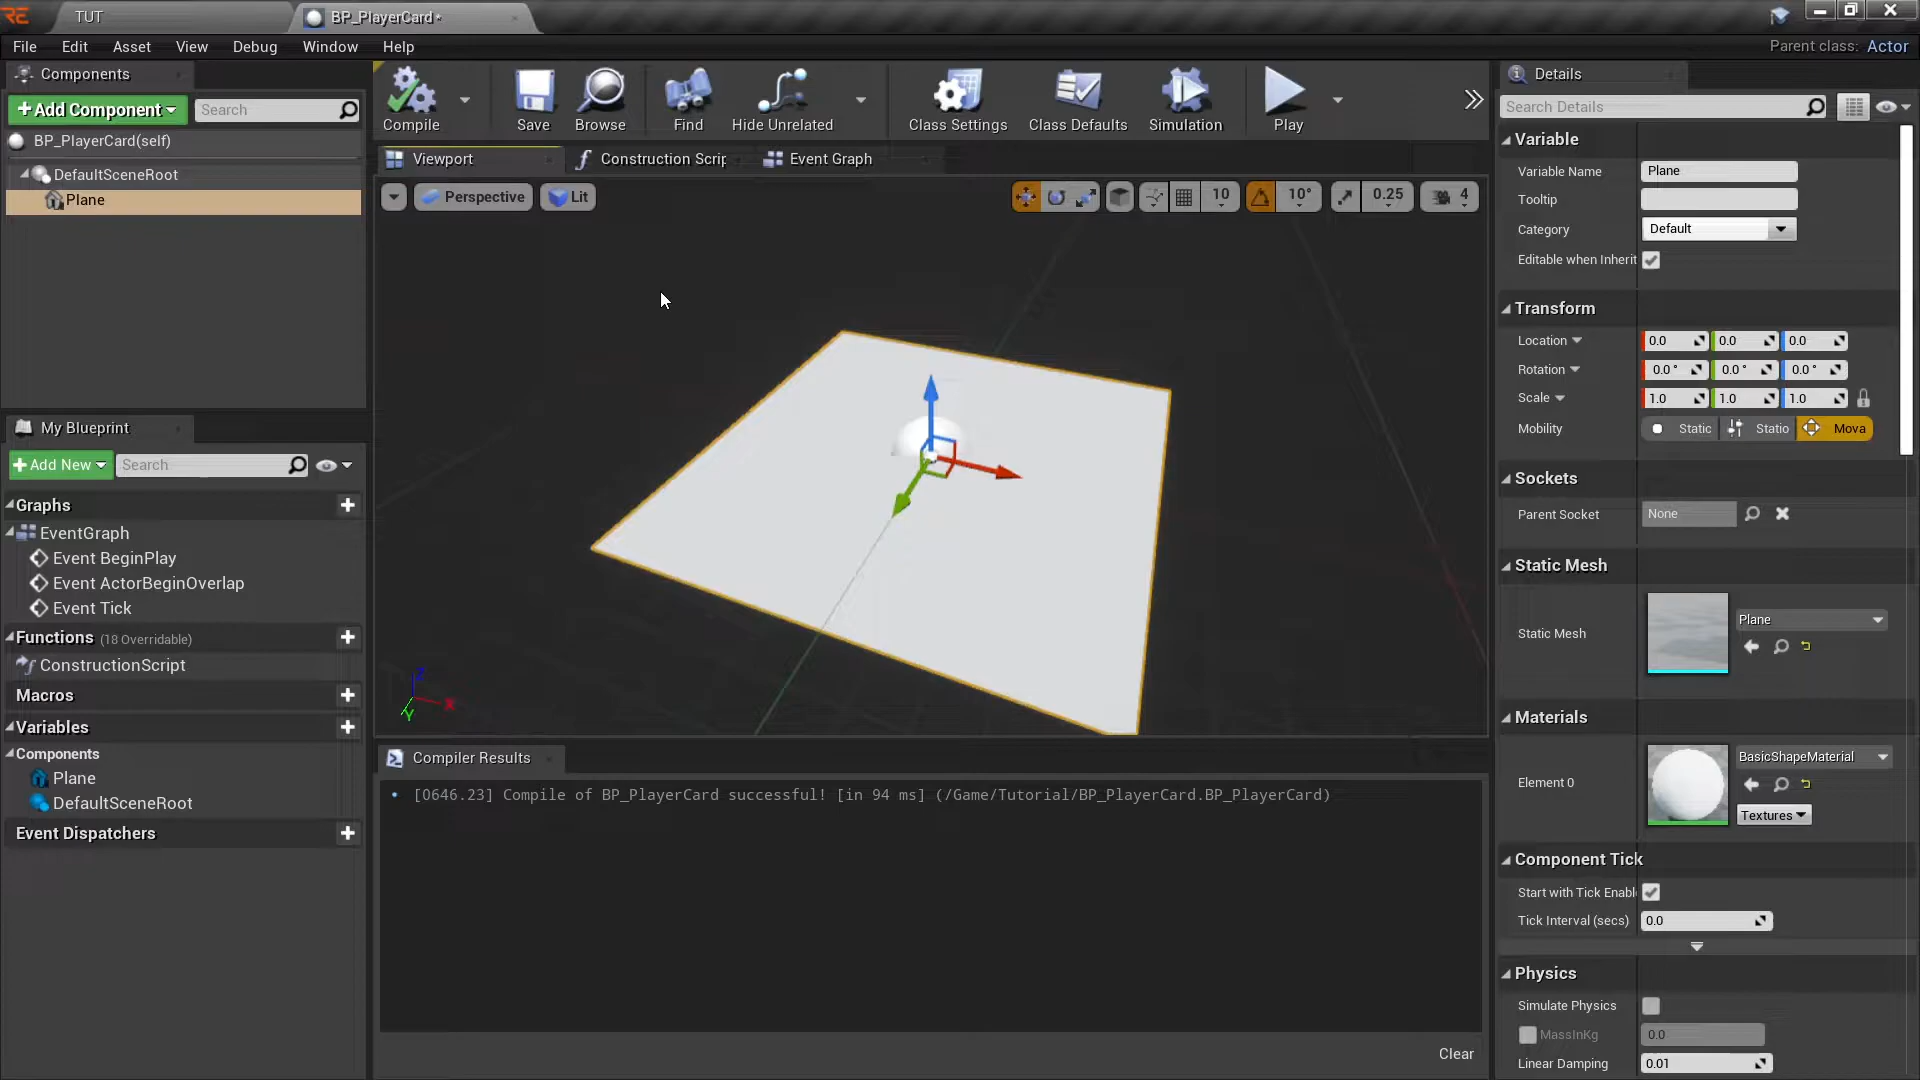 TUT
BP_PlayerCard*
File Edit Asset View Debug Window Help
Parent class: Actor
Components
+Add Component
Search
BP_PlayerCard(self)
DefaultSceneRoot
Plane
My Blueprint
+Add New
Search
Graphs
EventGraph
Event BeginPlay
Event ActorBeginOverlap
Event Tick
Functions (18 Overridable)
ConstructionScript
Macros
Variables
Components
Plane
DefaultSceneRoot
Event Dispatchers
Compile
Save
Browse
Find
Hide Unrelated
Class Settings
Class Defaults
Simulation
Play
Viewport
Construction Scrip
Event Graph
Perspective
Lit
10
10°
0.25
4
Z
X
Y
Compiler Results
[0646.23] Compile of BP_PlayerCard successful! [in 94 ms] (/Game/Tutorial/BP_PlayerCard.BP_PlayerCard)
Clear
Details
Search Details
Variable
Variable Name Plane
Tooltip
Category Default
Editable when Inherit
Transform
Location 0.0 0.0 0.0
Rotation 0.0 ° 0.0 ° 0.0 °
Scale 1.0 1.0 1.0
Mobility Static Statio Mova
Sockets
Parent Socket None
Static Mesh
Static Mesh Plane
Materials
Element 0 BasicShapeMaterial
Textures
Component Tick
Start with Tick Enabl
Tick Interval (secs) 0.0
Physics
Simulate Physics
MassInKg 0.0
Linear Damping 0.01